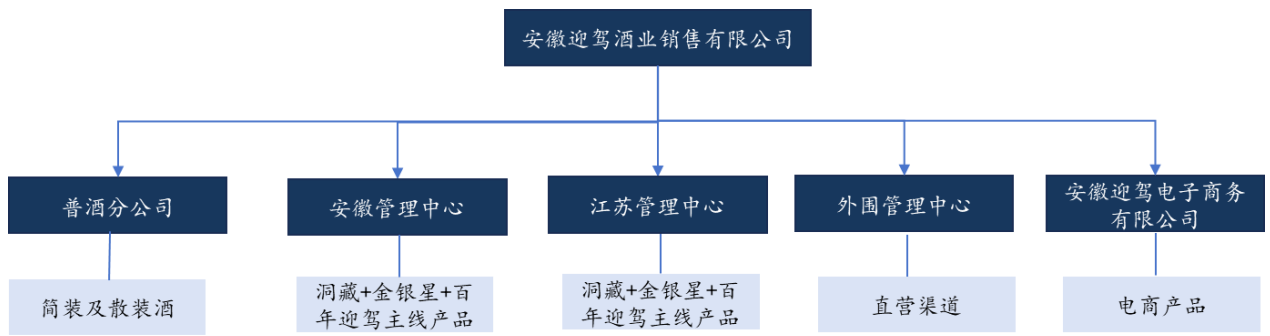 安徽迎驾酒业销售有限公司
普酒分公司
安徽管理中心
江苏管理中心
外围管理中心
安徽迎驾电子商务
有限公司
简装及散装酒
洞藏+金银星+百
年迎驾主线产品
洞藏+金银星+百
年迎驾主线产品
直营渠道
电商产品